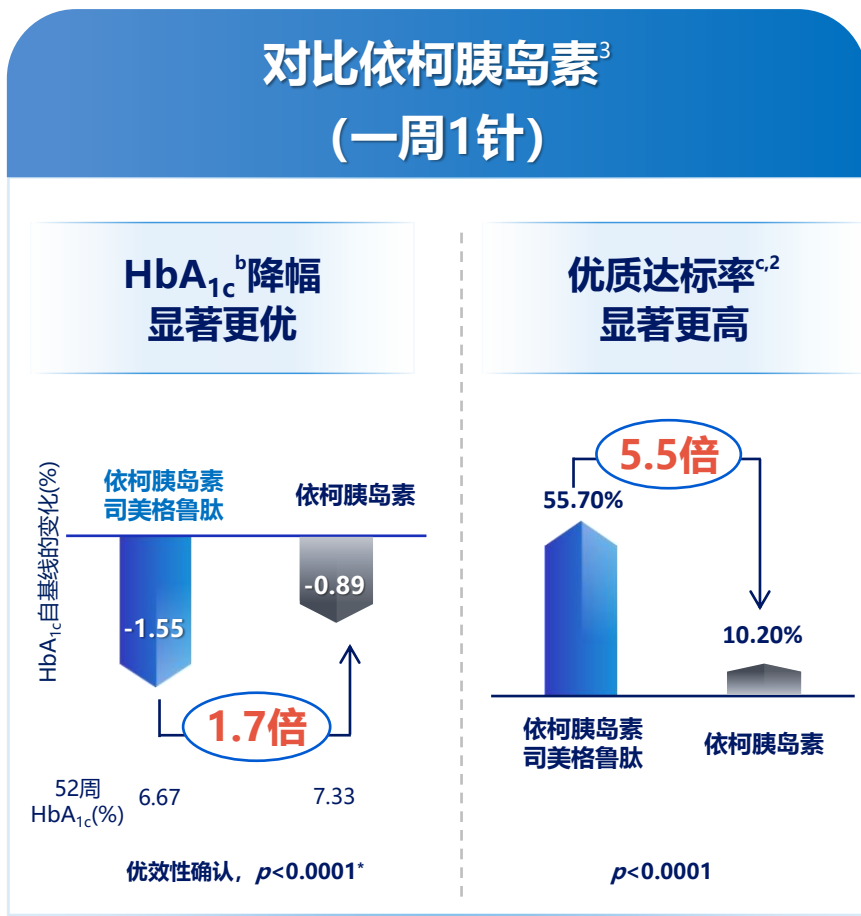 对比依柯胰岛素3
(一周1针)
HbA1cb降幅
显著更优
优质达标率c,2
显著更高
HbA1c自基线的变化(%)
依柯胰岛素
司美格鲁肽
依柯胰岛素
-1.55
-0.89
1.7倍
52周
HbA1c(%)
6.67
7.33
优效性确认，p<0.0001*
5.5倍
55.70%
10.20%
依柯胰岛素
司美格鲁肽
依柯胰岛素
p<0.0001